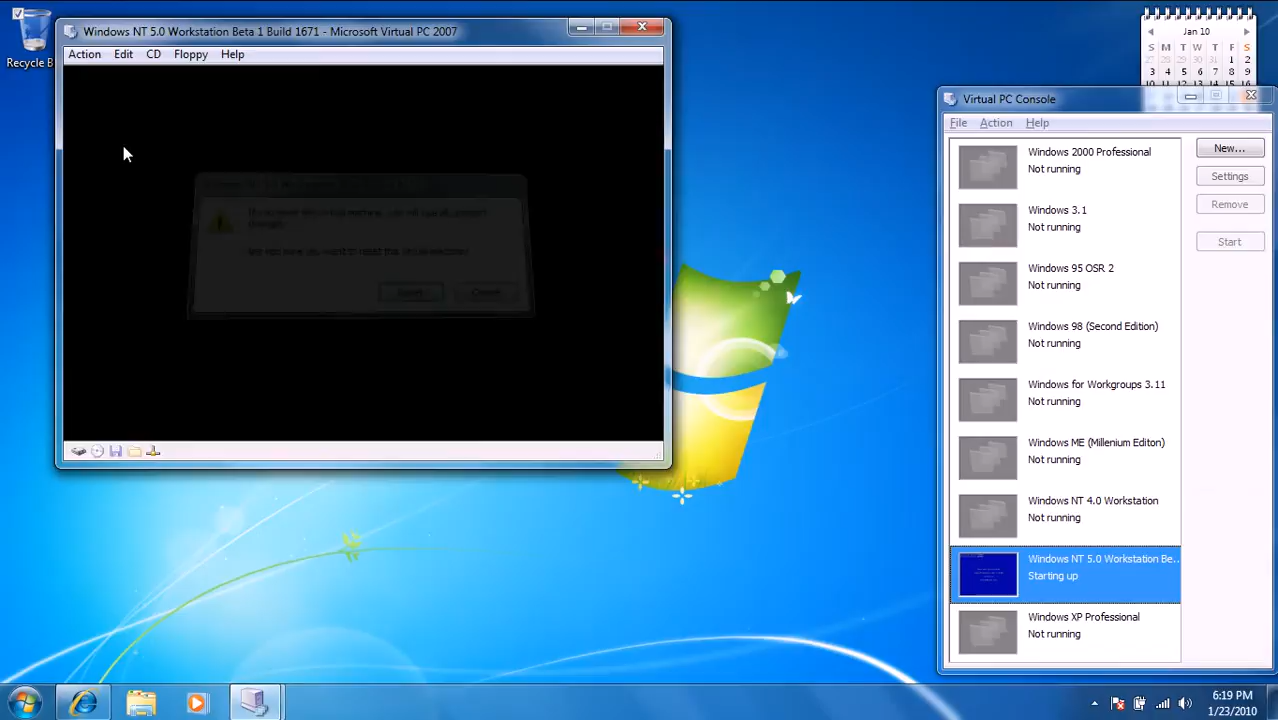 Recycle B
Windows NT 5.0 Workstation Beta 1 Build 1671 - Microsoft Virtual PC 2007
Action Edit CD Floppy Help
Jan 10
S M T W T F S
27 28 29 30 31 1 2
3 4 5 6 7 8 9
Virtual PC Console
File Action Help
Windows 2000 Professional
Not running
Windows 3.1
Not running
Windows 95 OSR 2
Not running
Windows 98 (Second Edition)
Not running
Windows for Workgroups 3.11
Not running
Windows ME (Millenium Editon)
Not running
Windows NT 4.0 Workstation
Not running
Windows NT 5.0 Workstation Be...
Starting up
Windows XP Professional
Not running
New...
Settings
Remove
Start
6:19 PM
1/23/2010